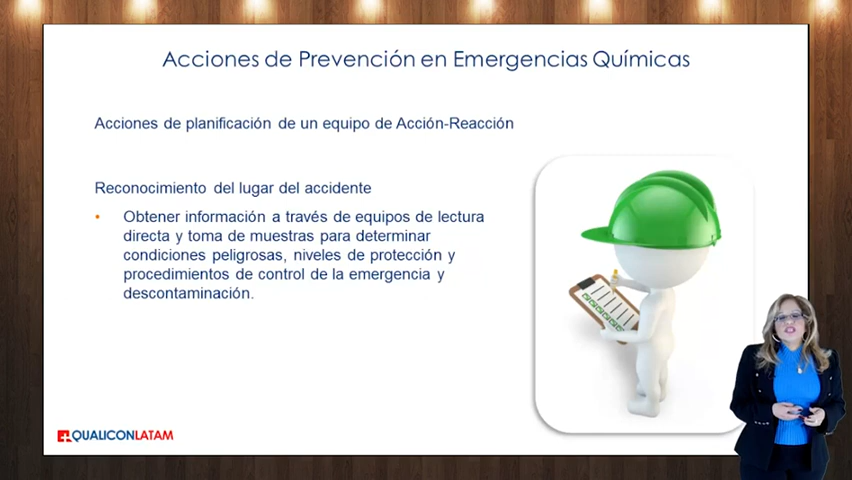 Acciones de Prevención en Emergencias Químicas
Acciones de planificación de un equipo de Acción-Reacción
Reconocimiento del lugar del accidente
• Obtener información a través de equipos de lectura
directa y toma de muestras para determinar
condiciones peligrosas, niveles de protección y
procedimientos de control de la emergencia y
descontaminación.
QUALICONLATAM